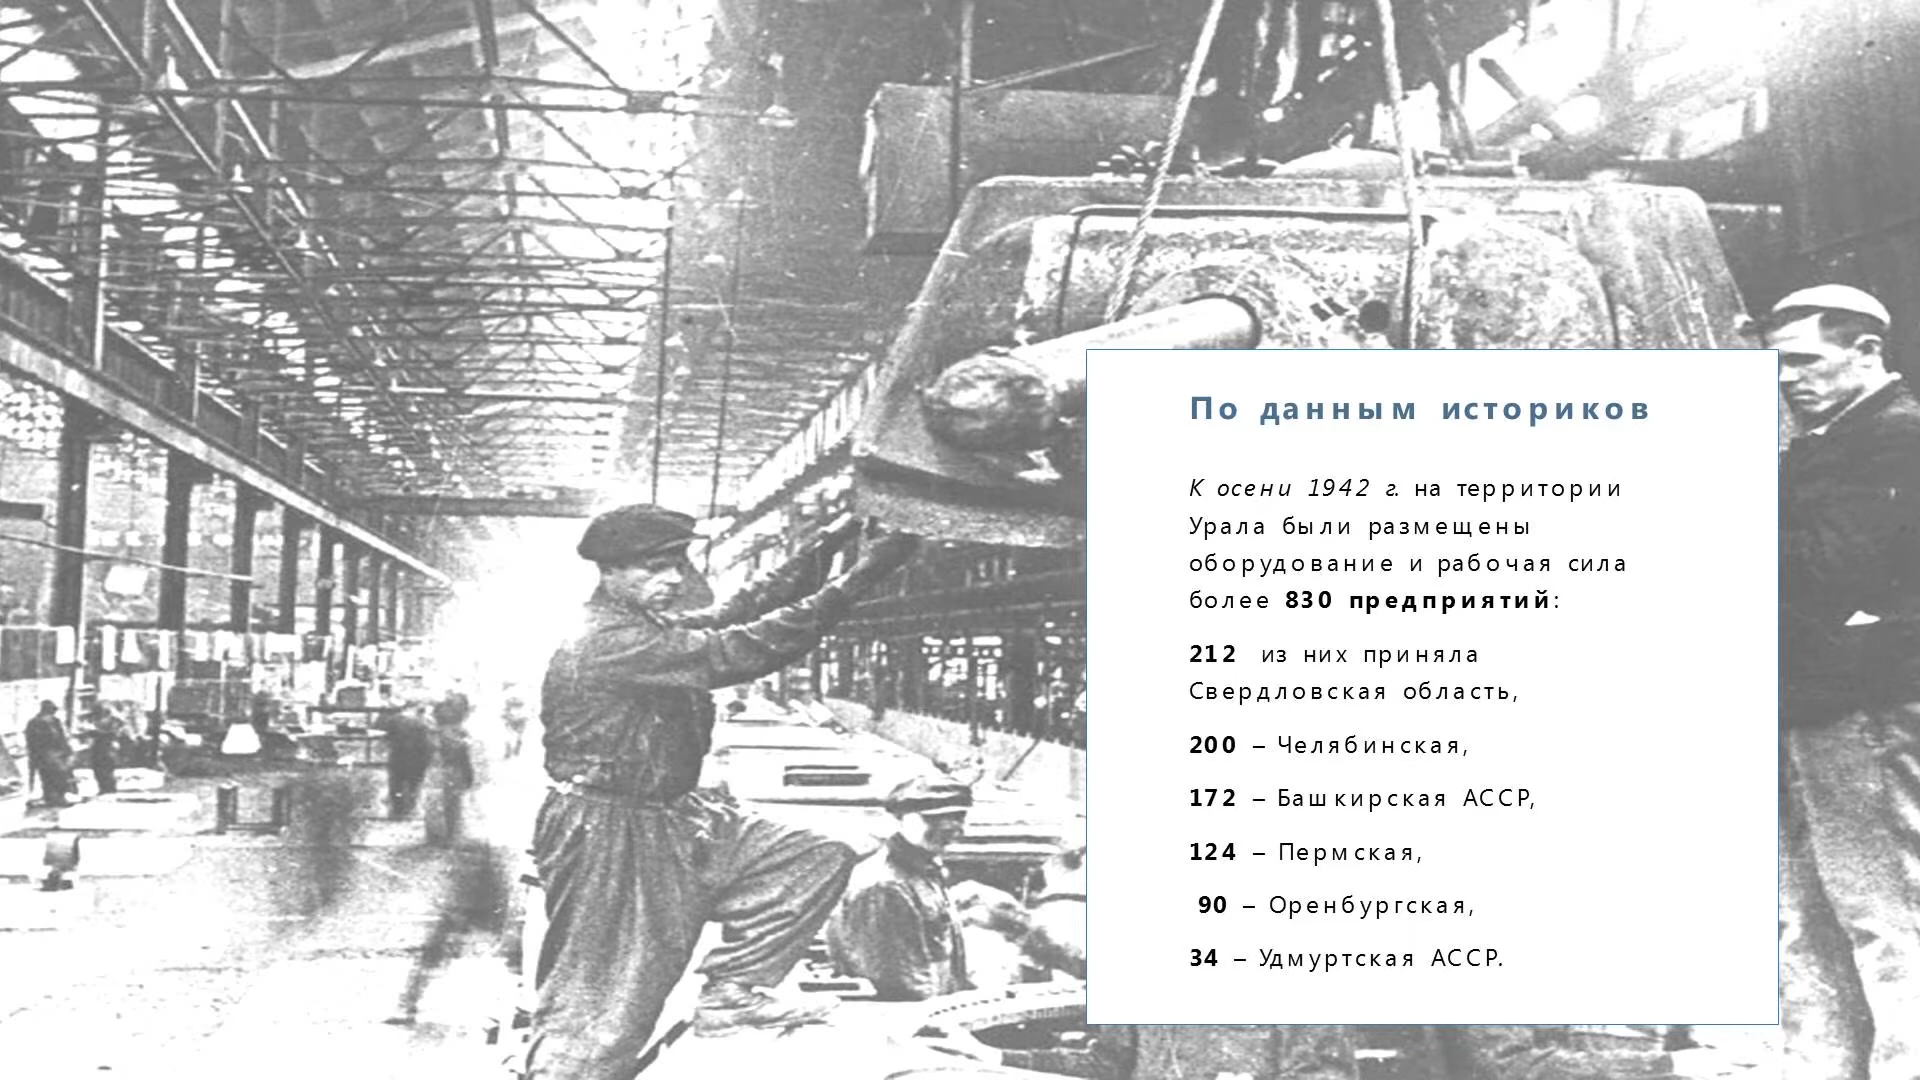 По данным историков
К осени 1942 г. на территории
Урала были размещены
оборудование и рабочая сила
более 830 предприятий:
212 из них приняла
Свердловская область,
200 – Челябинская,
172 – Башкирская АССР,
124 – Пермская,
90 – Оренбургская,
34 – Удмуртская АССР.